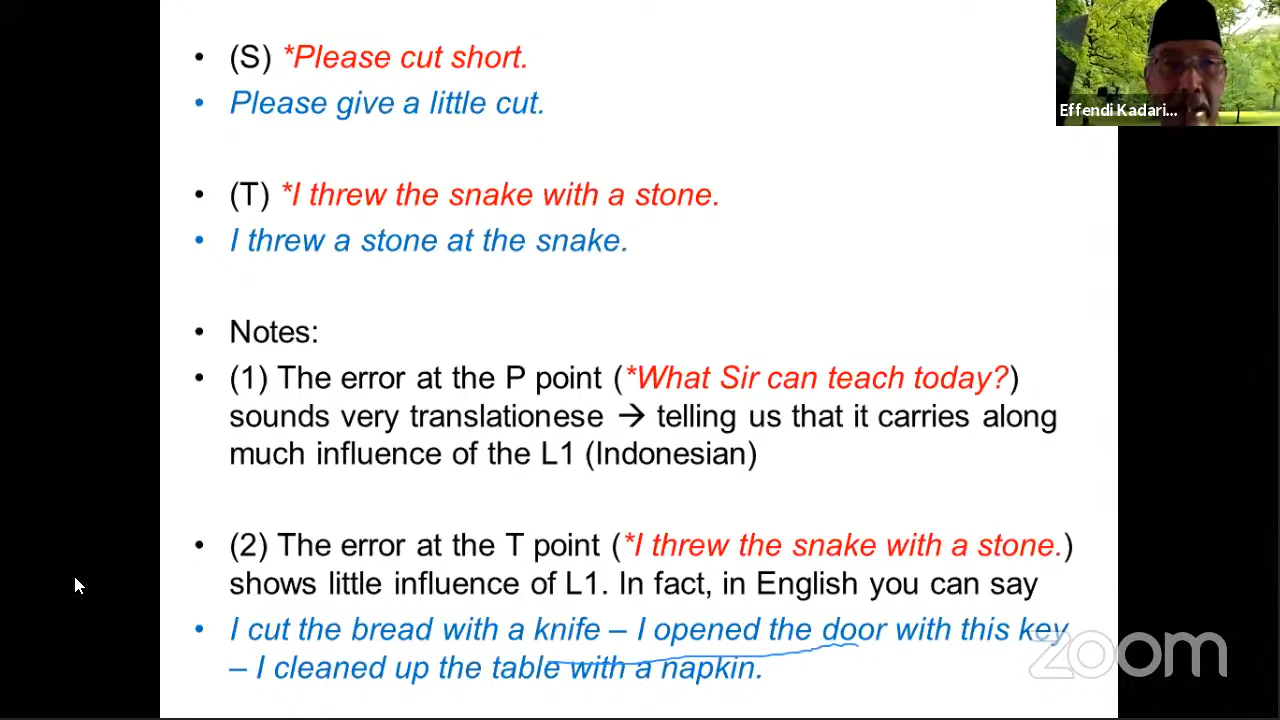 • (S) *Please cut short.
• Please give a little cut.
• (T) *I threw the snake with a stone.
• I threw a stone at the snake.
• Notes:
• (1) The error at the P point (*What Sir can teach today?)
sounds very translationese → telling us that it carries along
much influence of the L1 (Indonesian)
• (2) The error at the T point (*I threw the snake with a stone.)
shows little influence of L1. In fact, in English you can say
• I cut the bread with a knife – I opened the door with this key
– I cleaned up the table with a napkin.
Effendi Kadari...
zoom